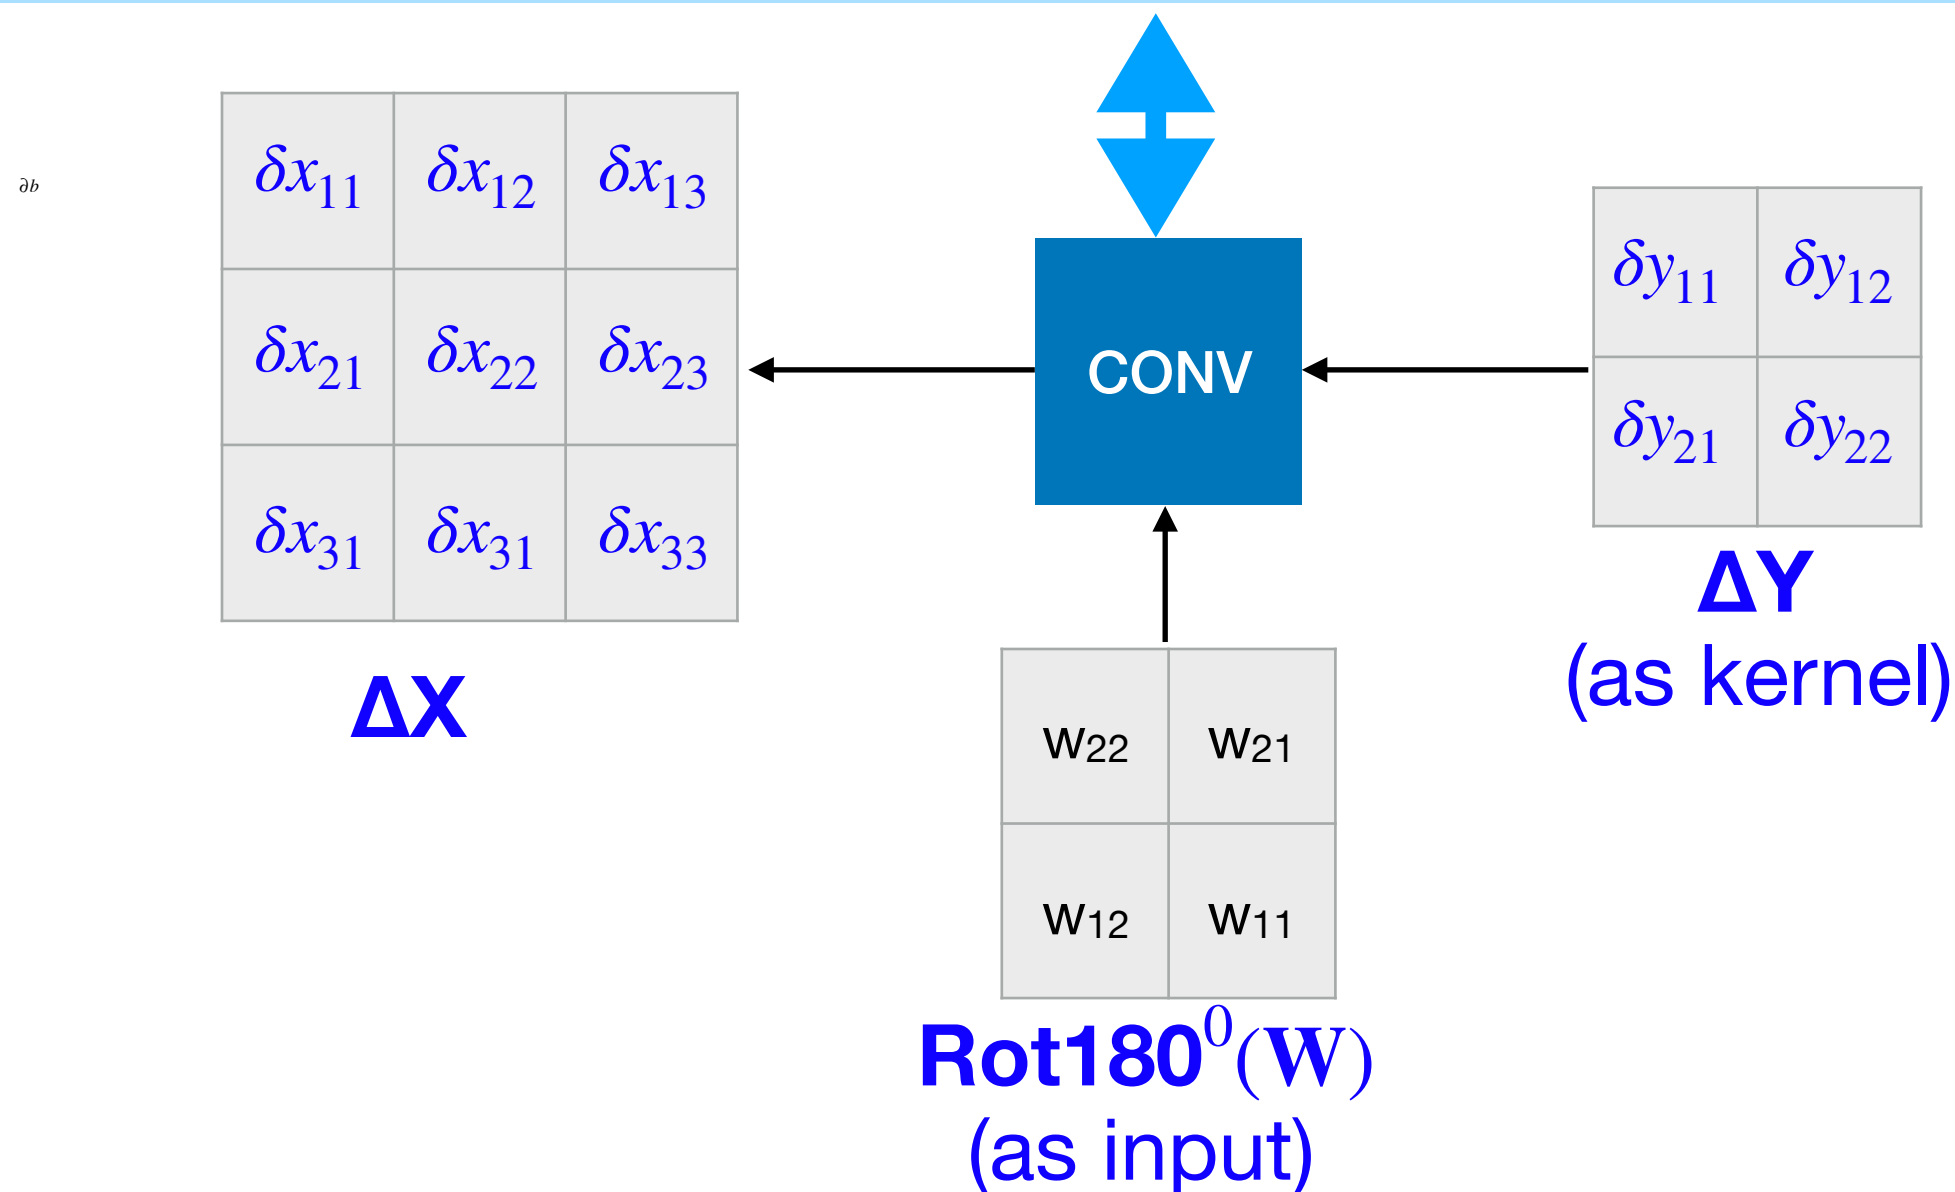 ∂b
δx₁₁ δx₁₂ δx₁₃
δx₂₁ δx₂₂ δx₂₃
δx₃₁ δx₃₁ δx₃₃
ΔX
CONV
δy₁₁ δy₁₂
δy₂₁ δy₂₂
ΔY
(as kernel)
w₂₂ w₂₁
w₁₂ w₁₁
Rot180⁰(W)
(as input)